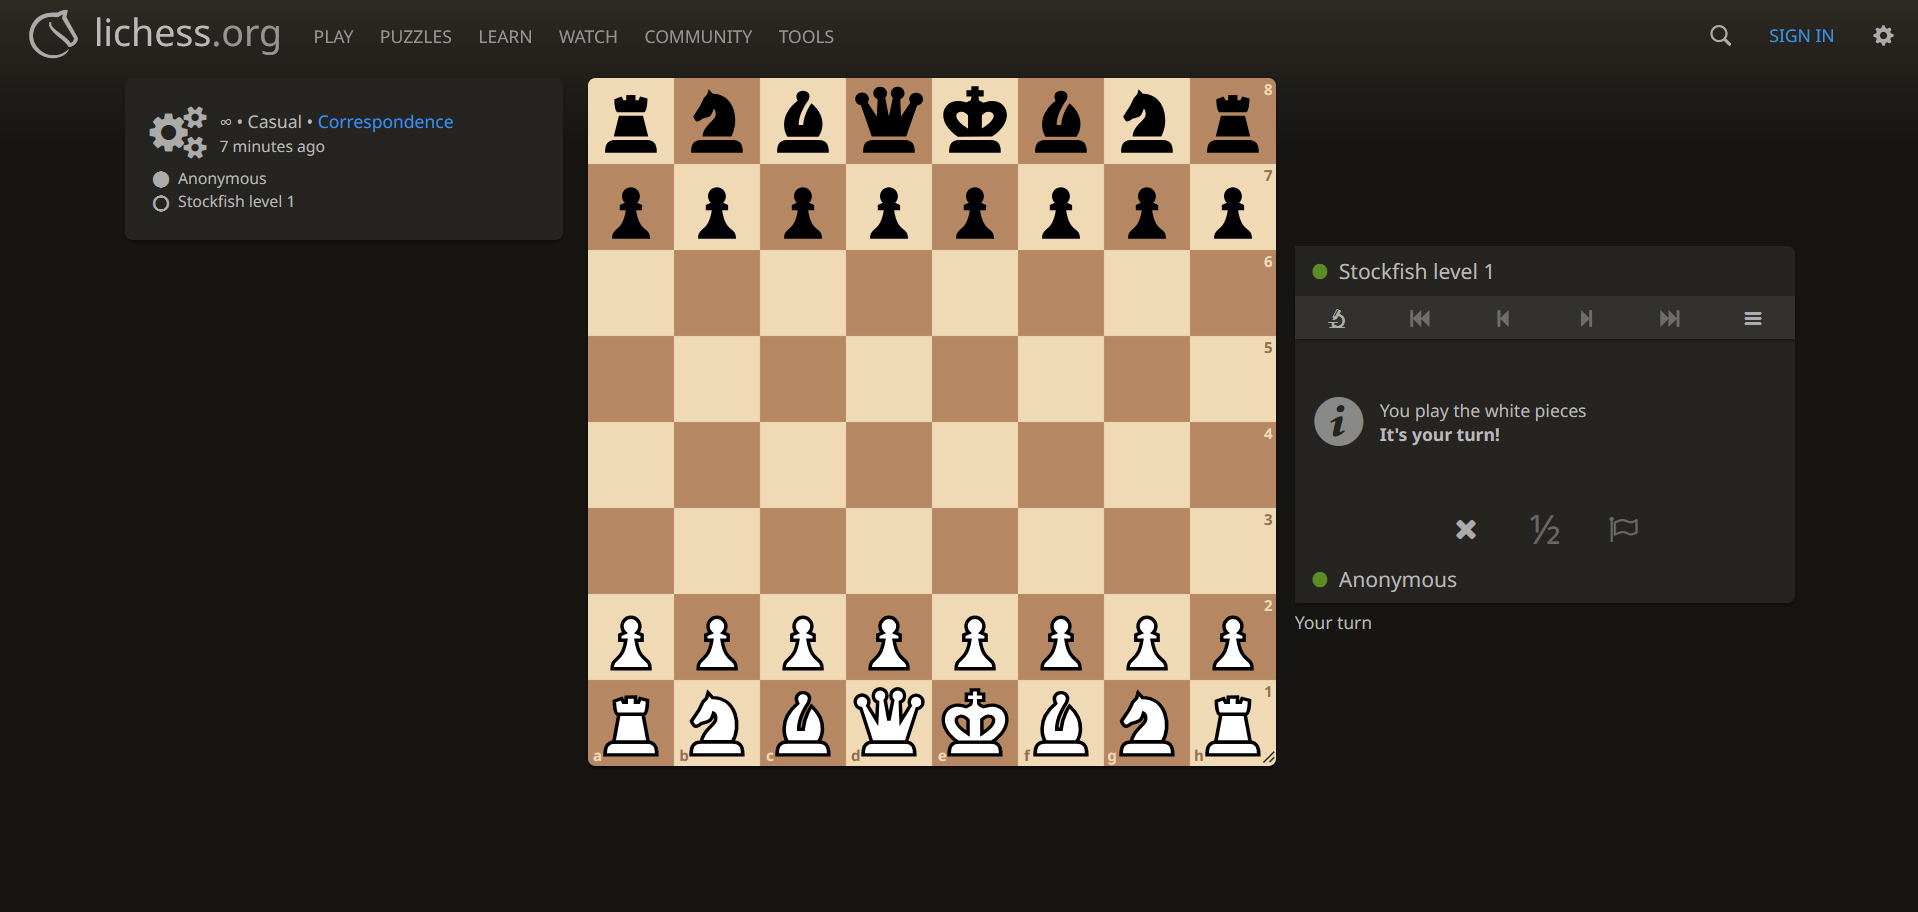 lichess.org PLAY PUZZLES LEARN WATCH COMMUNITY TOOLS SIGN IN
∞ • Casual • Correspondence
7 minutes ago
Anonymous
Stockfish level 1
8
7
6
5
4
3
2
1
a b c d e f g h
Stockfish level 1
You play the white pieces
It's your turn!
½
Anonymous
Your turn